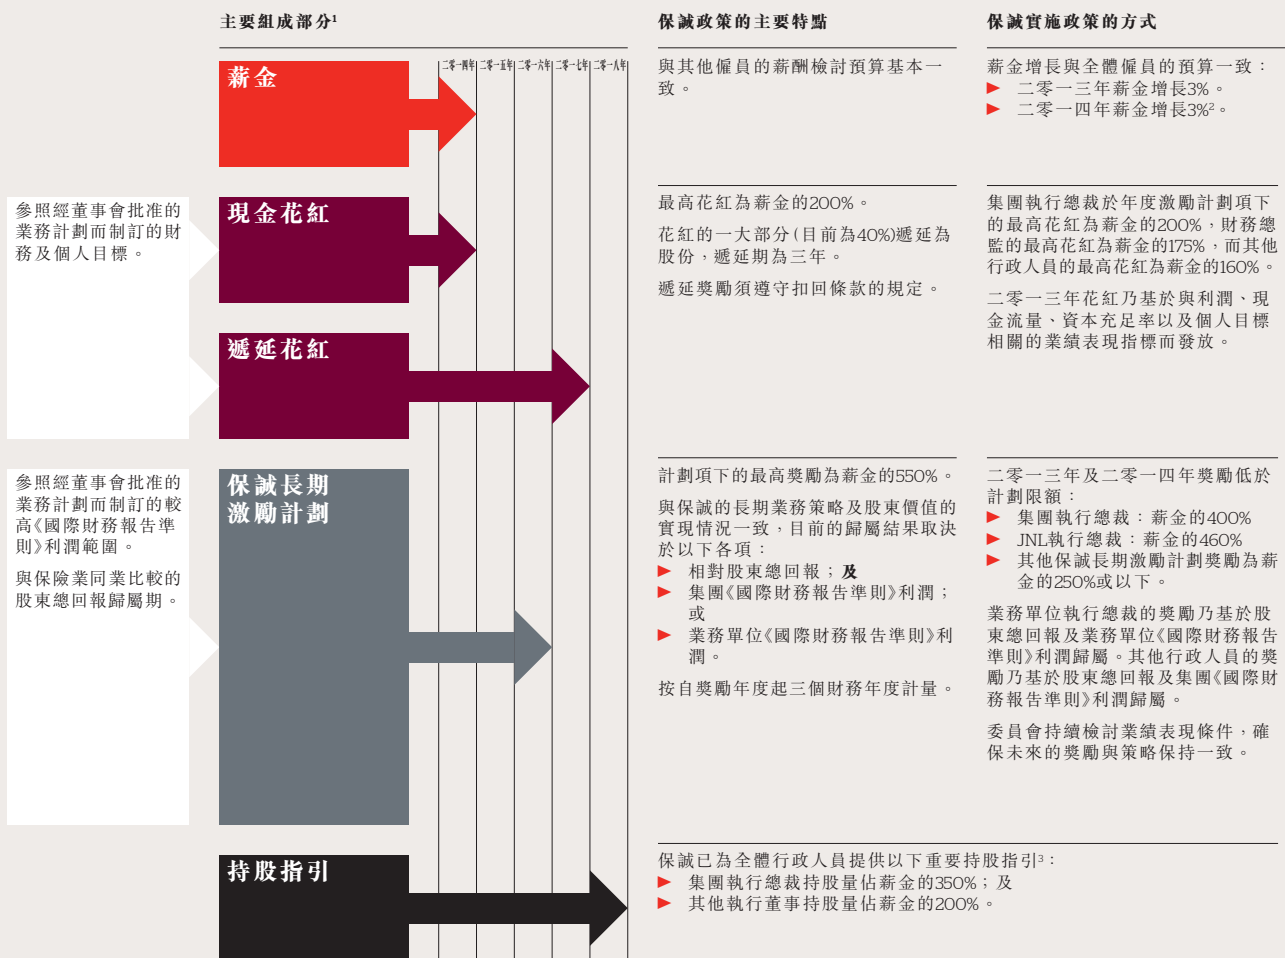 主要組成部分¹
保誠政策的主要特點
保誠實施政策的方式
二零一四年 二零一五年 二零一六年 二零一七年 二零一八年
薪金
與其他僱員的薪酬檢討預算基本一
致。
薪金增長與全體僱員的預算一致：
► 二零一三年薪金增長3%。
► 二零一四年薪金增長3%²。
參照經董事會批准的
業務計劃而制訂的財
務及個人目標。
現金花紅
遞延花紅
最高花紅為薪金的200%。
花紅的一大部分(目前為40%)遞延為
股份，遞延期為三年。
遞延獎勵須遵守扣回條款的規定。
集團執行總裁於年度激勵計劃項下
的最高花紅為薪金的200%，財務總
監的最高花紅為薪金的175%，而其他
行政人員的最高花紅為薪金的160%。
二零一三年花紅乃基於與利潤、現
金流量、資本充足率以及個人目標
相關的業績表現指標而發放。
參照經董事會批准的
業務計劃而制訂的較
高《國際財務報告準
則》利潤範圍。
與保險業同業比較的
股東總回報歸屬期。
保誠長期
激勵計劃
計劃項下的最高獎勵為薪金的550%。
與保誠的長期業務策略及股東價值的
實現情況一致，目前的歸屬結果取決
於以下各項：
► 相對股東總回報；及
► 集團《國際財務報告準則》利潤；
或
► 業務單位《國際財務報告準則》利
潤。
按自獎勵年度起三個財務年度計量。
二零一三年及二零一四年獎勵低於
計劃限額：
► 集團執行總裁：薪金的400%
► JNL執行總裁：薪金的460%
► 其他保誠長期激勵計劃獎勵為薪
金的250%或以下。
業務單位執行總裁的獎勵乃基於股
東總回報及業務單位《國際財務報告
準則》利潤歸屬。其他行政人員的獎
勵乃基於股東總回報及集團《國際財
務報告準則》利潤歸屬。
委員會持續檢討業績表現條件，確
保未來的獎勵與策略保持一致。
持股指引
保誠已為全體行政人員提供以下重要持股指引³：
► 集團執行總裁持股量佔薪金的350%；及
► 其他執行董事持股量佔薪金的200%。